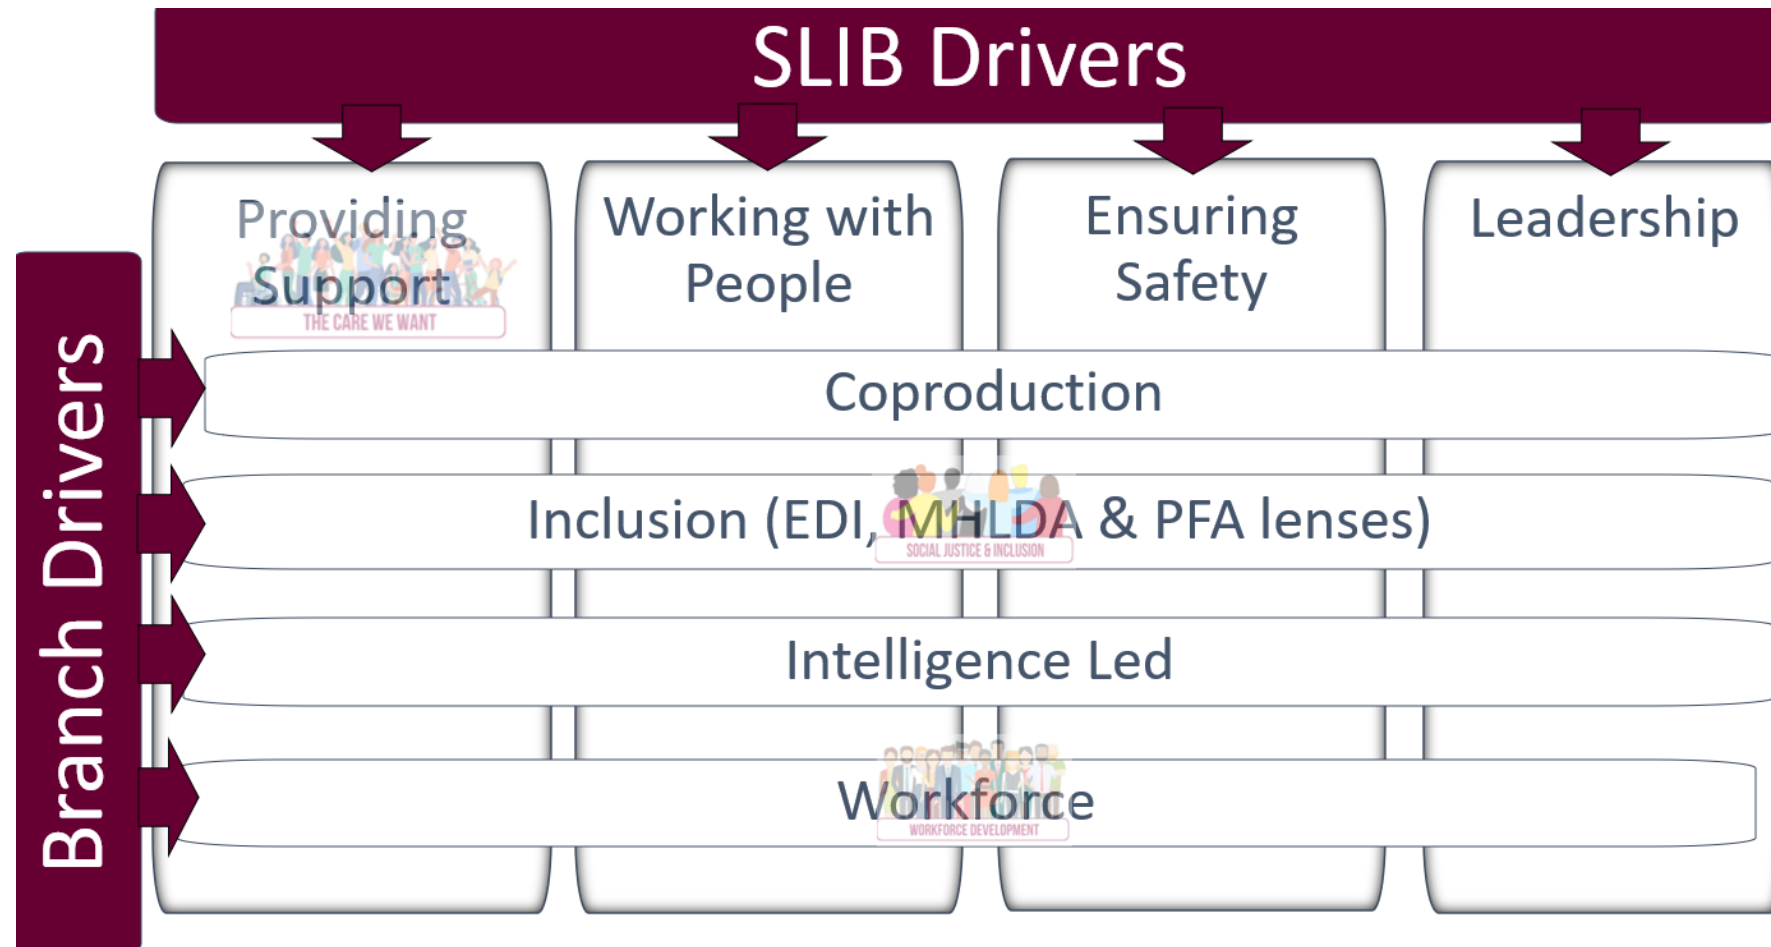 SLIB Drivers
Providing
Support
THE CARE WE WANT
Working with
People
Ensuring
Safety
Leadership
Branch Drivers
Coproduction
Inclusion (EDI, MHLDA & PFA lenses)
SOCIAL JUSTICE & INCLUSION
Intelligence Led
Workforce
WORKFORCE DEVELOPMENT